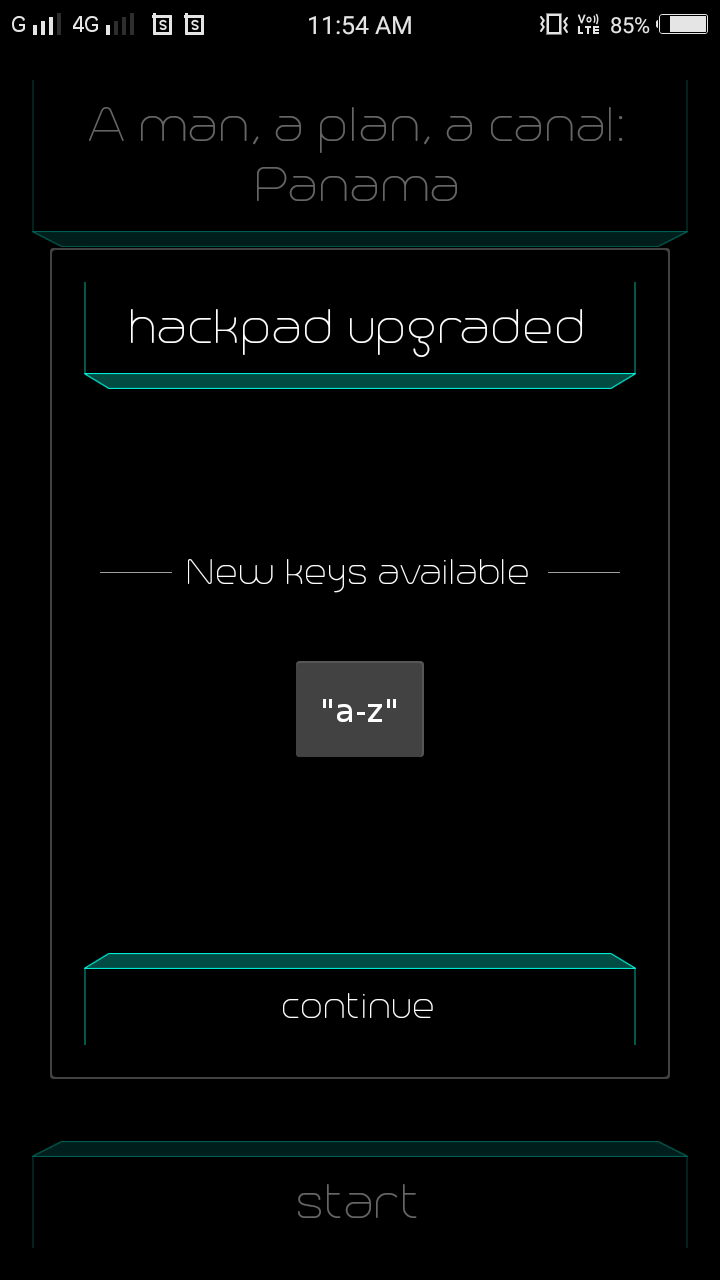 G 4G S S 11:54 AM Vo)) LTE 85%
A man, a plan, a canal:
Panama
hackpad upgraded
New keys available
"a-z"
continue
start